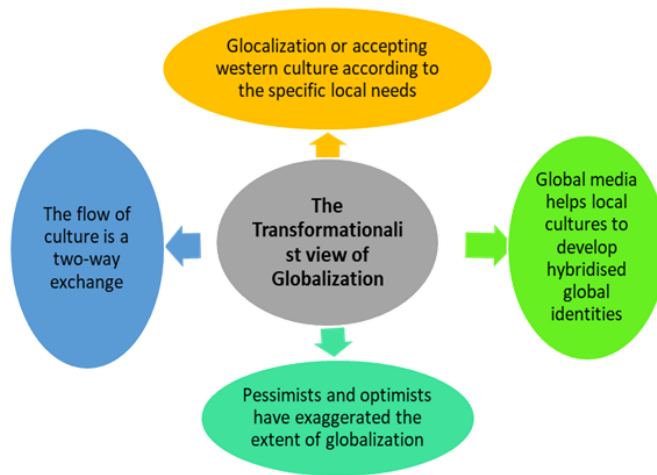 Glocalization or accepting
western culture according to
the specific local needs
The flow of
culture is a
two-way
exchange
The
Transformationali
st view of
Globalization
Global media
helps local
cultures to
develop
hybridised
global
identities
Pessimists and optimists
have exaggerated the
extent of globalization